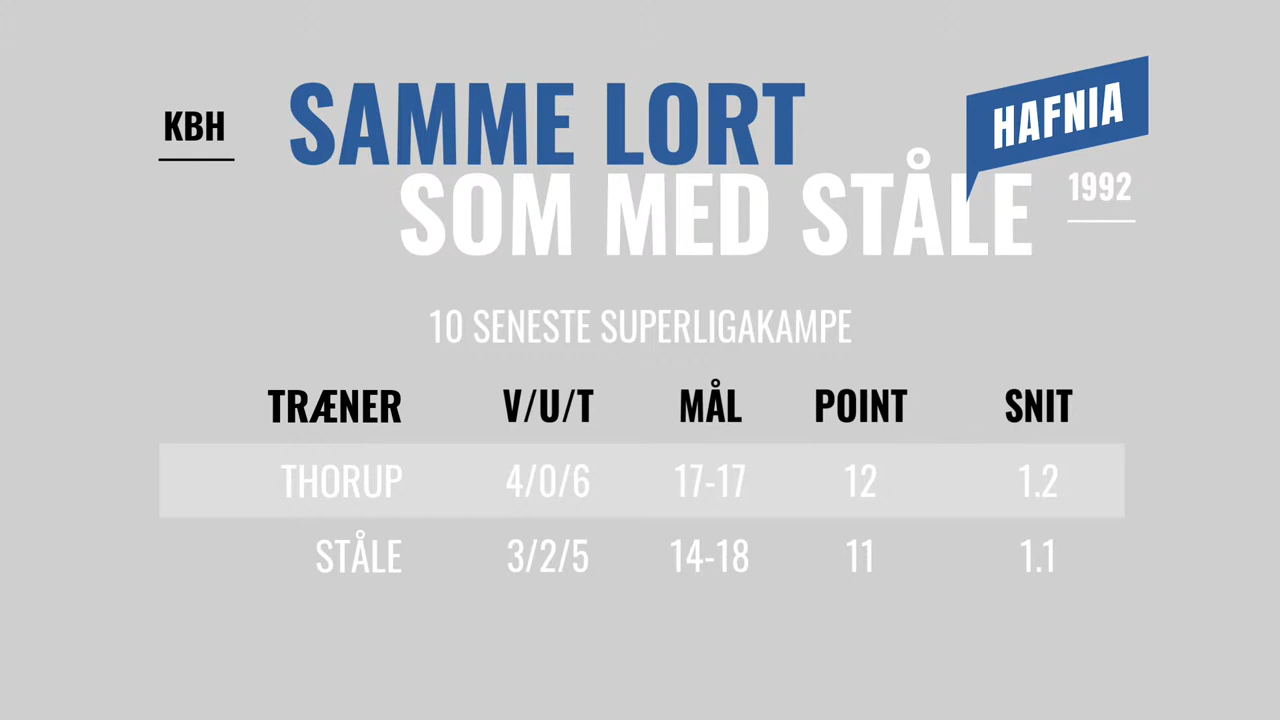 KBH
SAMME LORT
SOM MED STÅLE
HAFNIA
1992
10 SENESTE SUPERLIGAKAMPE
TRÆNER V/U/T MÅL POINT SNIT
THORUP 4/0/6 17-17 12 1.2
STÅLE 3/2/5 14-18 11 1.1